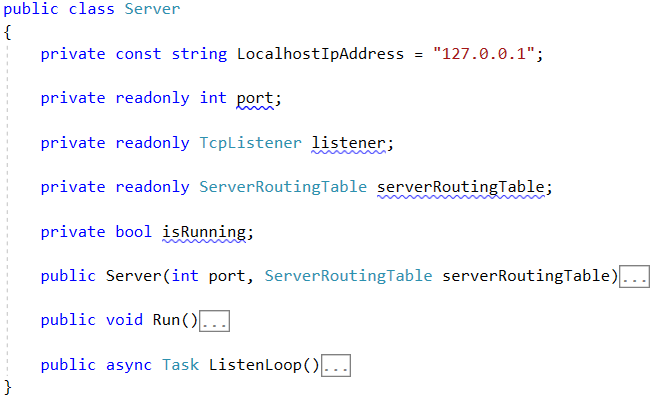 public class Server
{
private const string LocalhostIpAddress = "127.0.0.1";
private readonly int port;
private readonly TcpListener listener;
private readonly ServerRoutingTable serverRoutingTable;
private bool isRunning;
public Server(int port, ServerRoutingTable serverRoutingTable)...
public void Run()...
public async Task ListenLoop()...
}